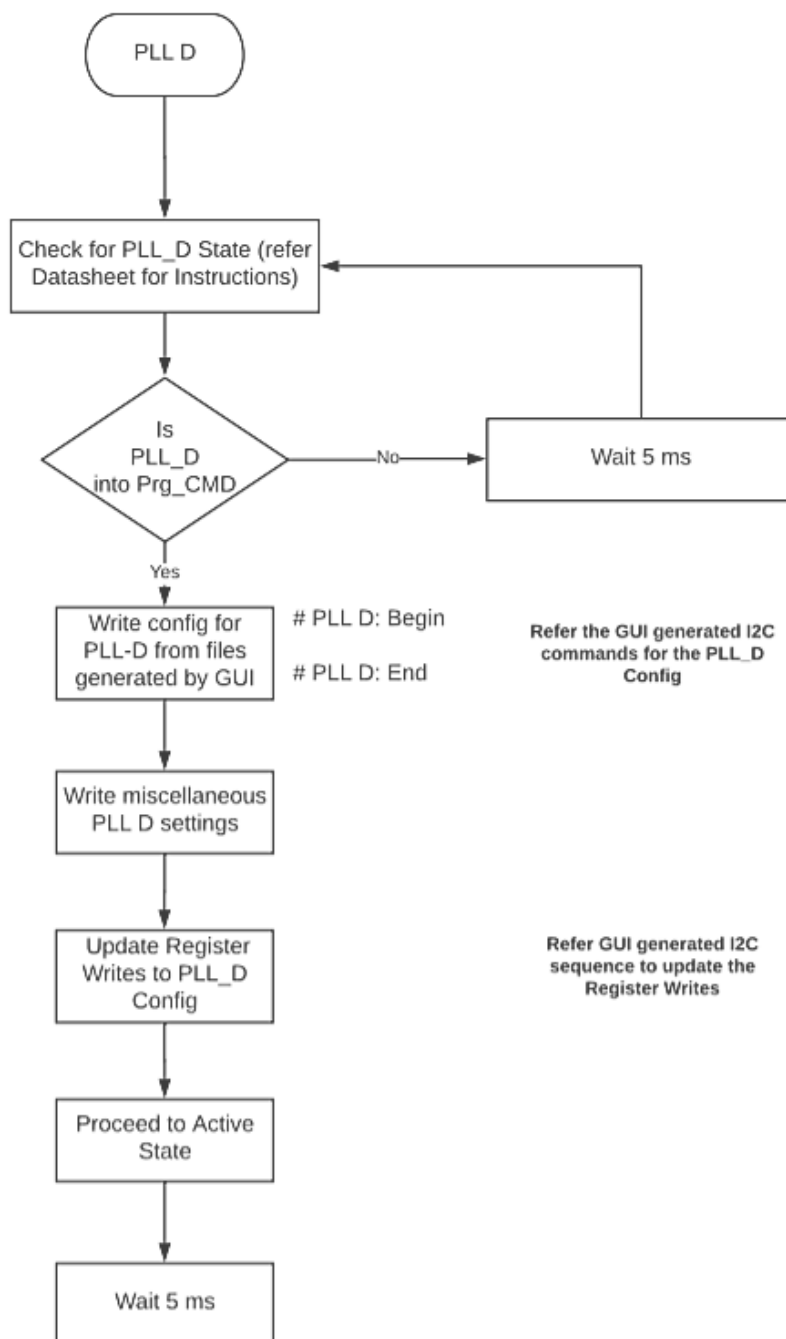 PLL D
Check for PLL_D State (refer
Datasheet for Instructions)
Is
PLL_D
into Prg_CMD
No
Wait 5 ms
Yes
Write config for
PLL-D from files
generated by GUI
# PLL D: Begin
# PLL D: End
Refer the GUI generated I2C
commands for the PLL_D
Config
Write miscellaneous
PLL D settings
Update Register
Writes to PLL_D
Config
Refer GUI generated I2C
sequence to update the
Register Writes
Proceed to Active
State
Wait 5 ms